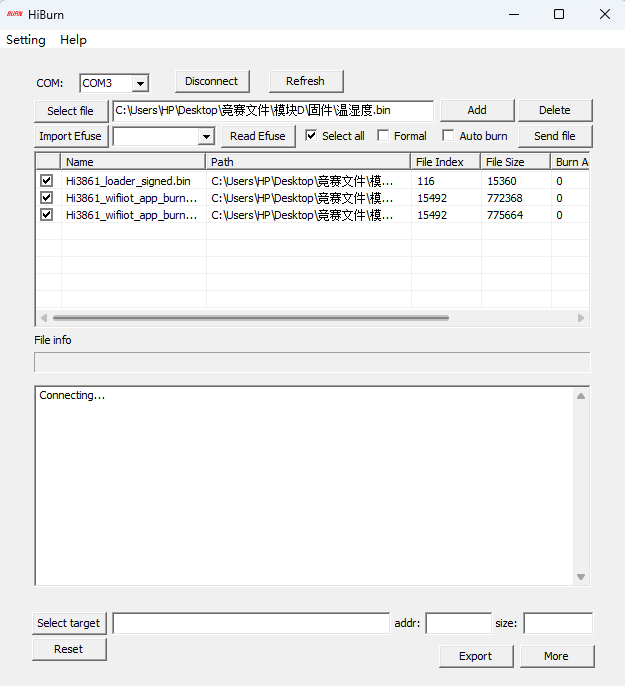 BURN HiBurn
Setting Help
COM: COM3 Disconnect Refresh
Select file C:\Users\HP\Desktop\竞赛文件\模块D\固件\温湿度.bin Add Delete
Import Efuse Read Efuse Select all Formal Auto burn Send file
Name Path File Index File Size Burn A
Hi3861_loader_signed.bin C:\Users\HP\Desktop\竞赛文件\模... 116 15360 0
Hi3861_wifiiot_app_burn... C:\Users\HP\Desktop\竞赛文件\模... 15492 772368 0
Hi3861_wifiiot_app_burn... C:\Users\HP\Desktop\竞赛文件\模... 15492 775664 0
File info
Connecting...
Select target addr: size:
Reset
Export More